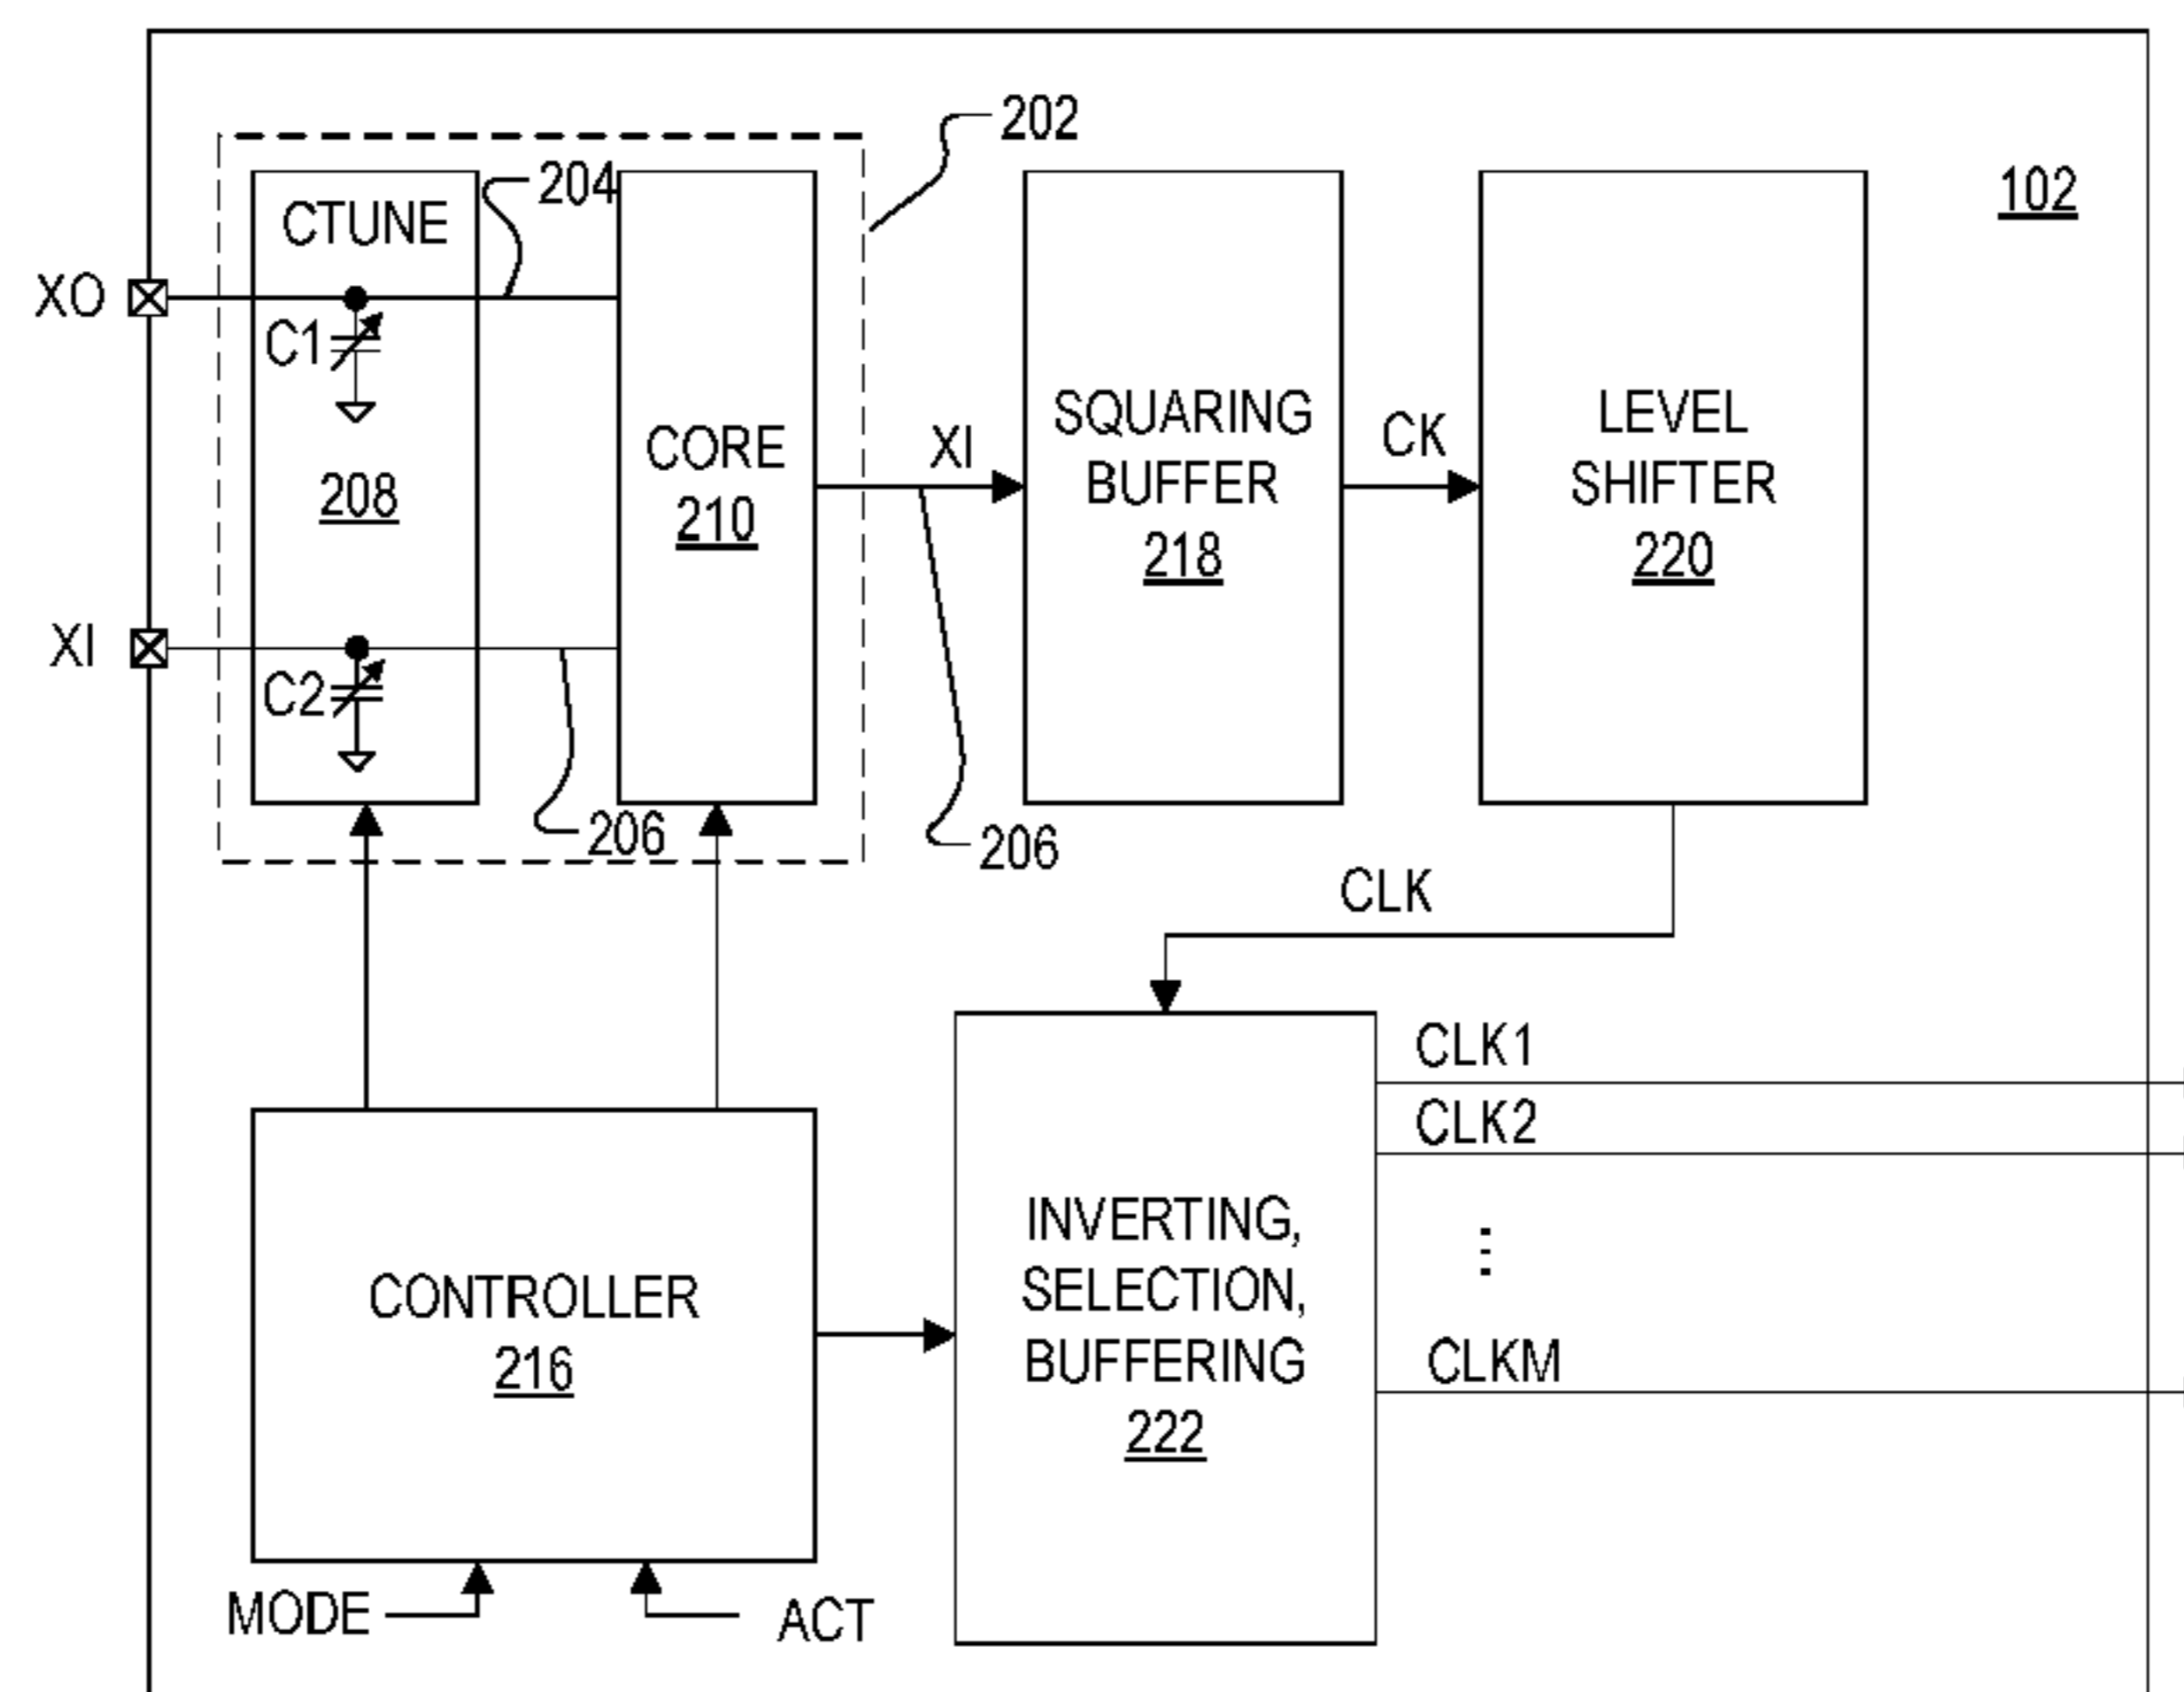 202
204
102
CTUNE
XO
C1
CORE
210
XI
SQUARING
BUFFER
218
CK
LEVEL
SHIFTER
220
208
XI
C2
206
206
CLK
CLK1
CLK2
CONTROLLER
216
INVERTING,
SELECTION,
BUFFERING
222
⋮
CLKM
MODE
ACT